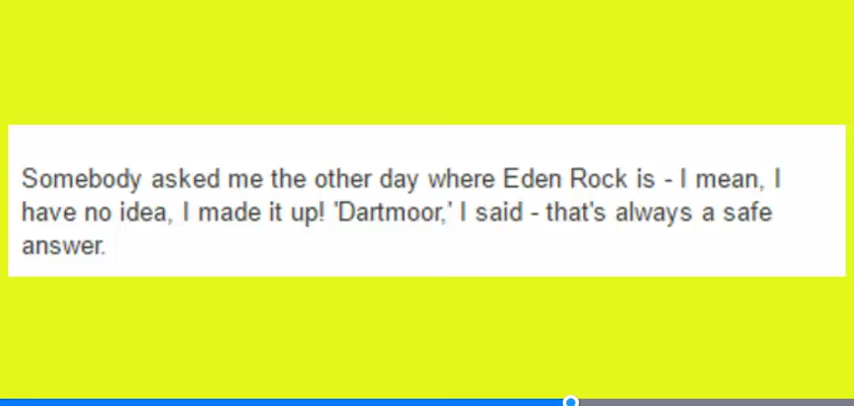 Somebody asked me the other day where Eden Rock is - I mean, I
have no idea, I made it up! 'Dartmoor,' I said - that's always a safe
answer.